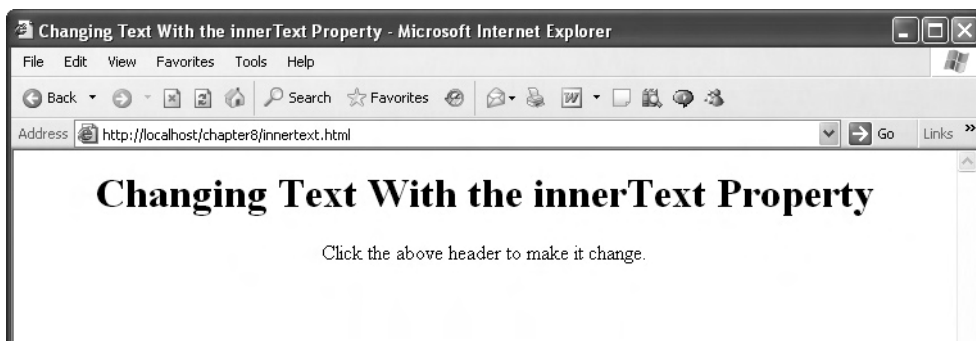 Changing Text With the innerText Property - Microsoft Internet Explorer
File Edit View Favorites Tools Help
Back Search Favorites
Address http://localhost/chapter8/innertext.html Go Links »
Changing Text With the innerText Property
Click the above header to make it change.